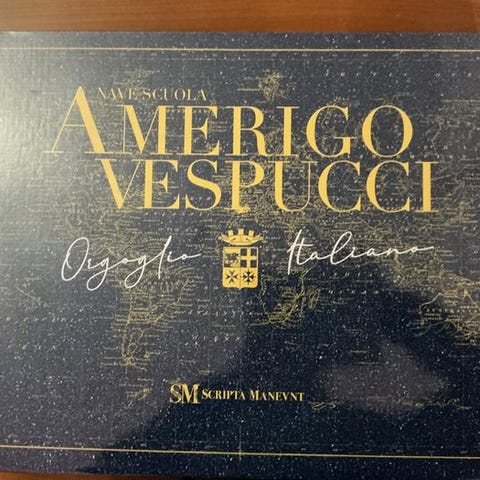 NAVE SCUOLA
AMERIGO
VESPUCCI
Orgoglio Italiano
SM SCRIPTA MANEVNT